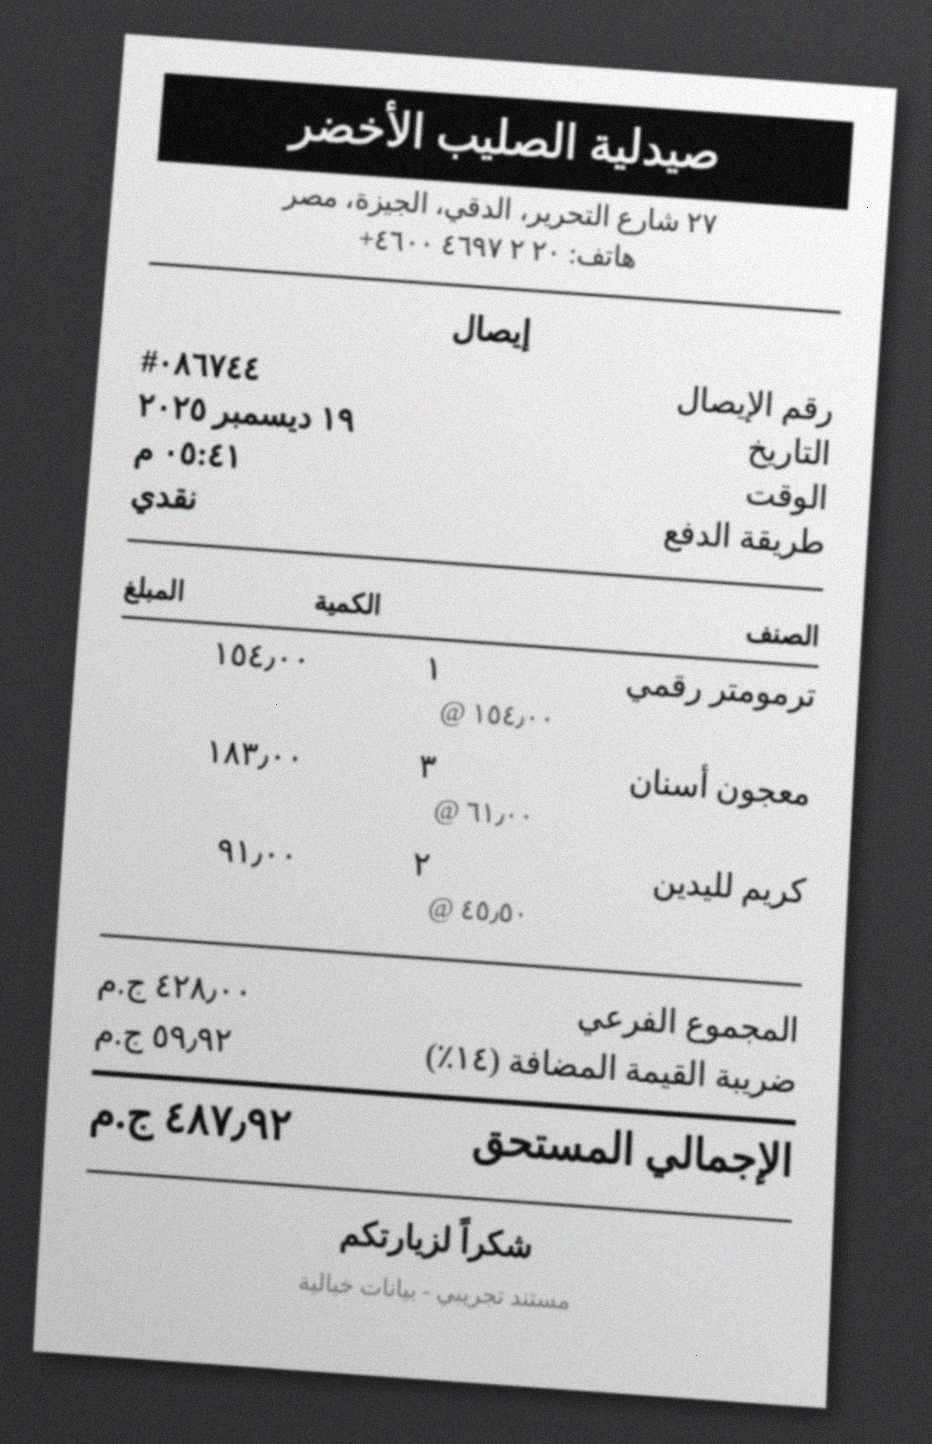 صيدلية الصليب الأخضر
٢٧ شارع التحرير، الدقي، الجيزة، مصر
هاتف: ٢٠ ٢ ٤٦٩٧ ٤٦٠٠+
إيصال
رقم الإيصال #٠٨٦٧٤٤
التاريخ ١٩ ديسمبر ٢٠٢٥
الوقت ٠٥:٤١ م
طريقة الدفع نقدي
الصنف الكمية المبلغ
ترمومتر رقمي ١ ١٥٤٫٠٠
@ ١٥٤٫٠٠
معجون أسنان ٣ ١٨٣٫٠٠
@ ٦١٫٠٠
كريم لليدين ٢ ٩١٫٠٠
@ ٤٥٫٥٠
المجموع الفرعي ٤٢٨٫٠٠ ج.م
ضريبة القيمة المضافة (١٤٪) ٥٩٫٩٢ ج.م
الإجمالي المستحق ٤٨٧٫٩٢ ج.م
شكراً لزيارتكم
مستند تجريبي - بيانات خيالية